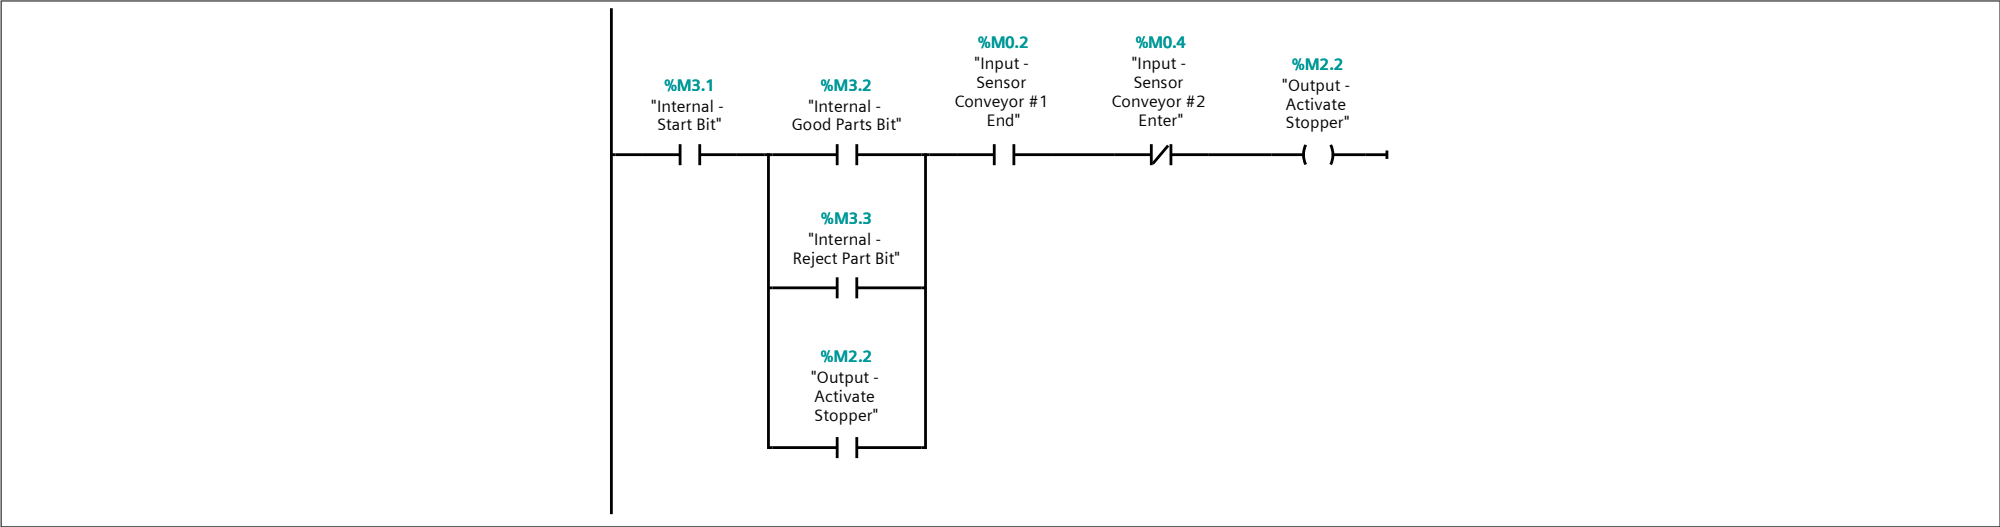 %M3.1
"Internal -
Start Bit"
%M3.2
"Internal -
Good Parts Bit"
%M0.2
"Input -
Sensor
Conveyor #1
End"
%M0.4
"Input -
Sensor
Conveyor #2
Enter"
%M2.2
"Output -
Activate
Stopper"
%M3.3
"Internal -
Reject Part Bit"
%M2.2
"Output -
Activate
Stopper"